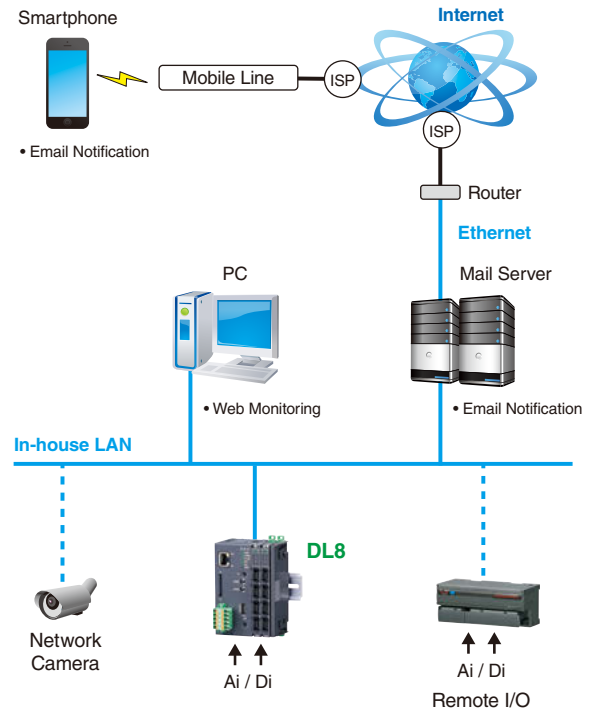 Smartphone
Internet
Mobile Line
ISP
ISP
• Email Notification
Router
Ethernet
PC
Mail Server
• Web Monitoring
• Email Notification
In-house LAN
DL8
Network
Camera
Ai / Di
Ai / Di
Remote I/O